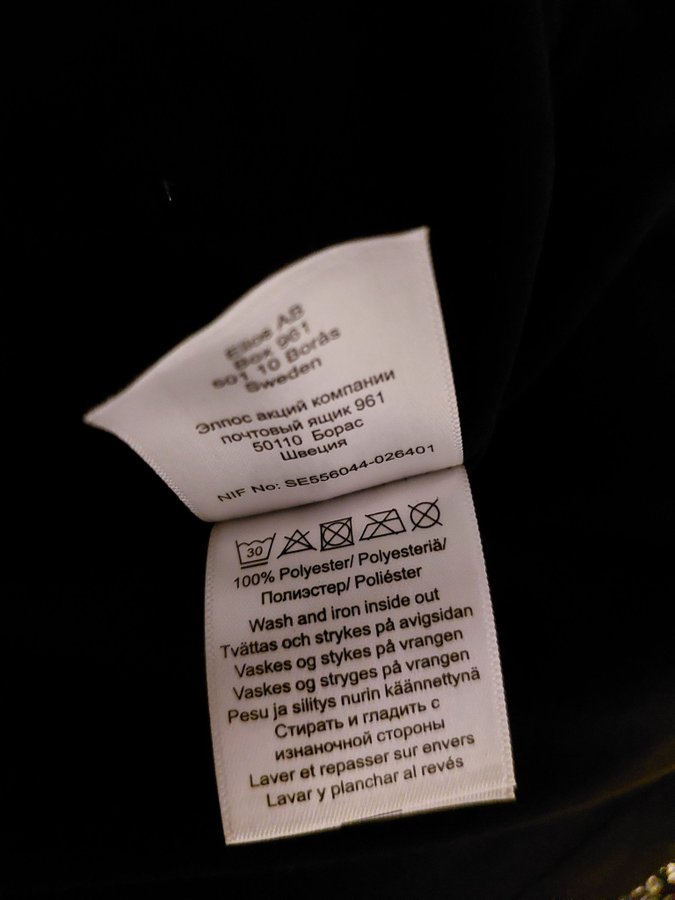 Ellos AB
Box 961
501 10 Borås
Sweden
Эллос акций компании
почтовый ящик 961
50110 Борас
Швеция
NIF No: SE556044-026401
30
100% Polyester/ Polyesteriä/
Полиэстер/ Poliéster
Wash and iron inside out
Tvättas och strykes på avigsidan
Vaskes og stykes på vrangen
Vaskes og stryges på vrangen
Pesu ja silitys nurin käännettynä
Стирать и гладить с
изнаночной стороны
Laver et repasser sur envers
Lavar y planchar al revés